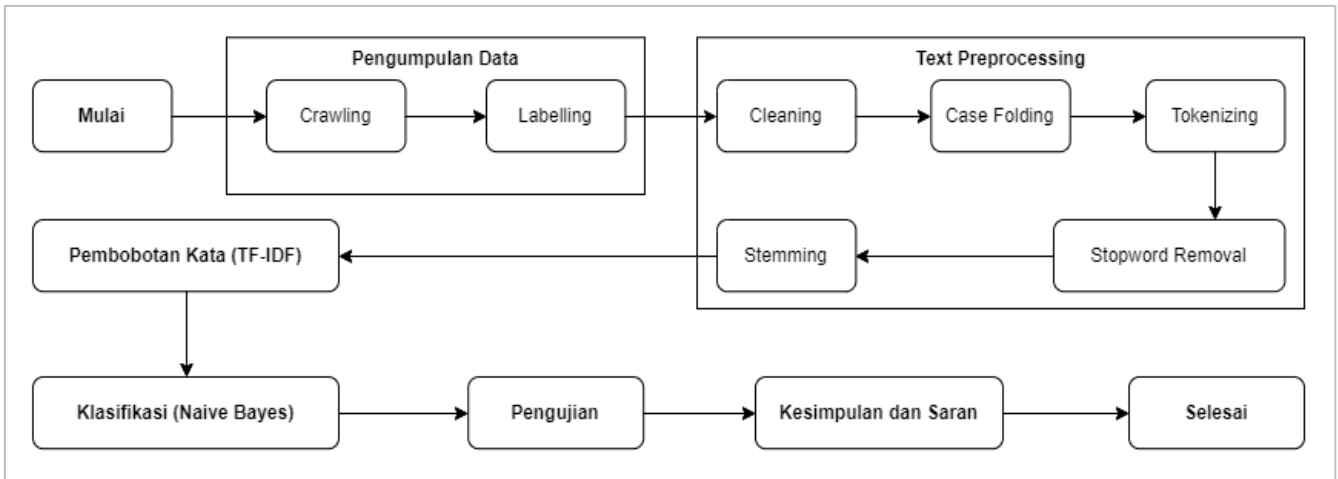 Pengumpulan Data
Text Preprocessing
Mulai
Crawling
Labelling
Cleaning
Case Folding
Tokenizing
Stopword Removal
Stemming
Pembobotan Kata (TF-IDF)
Klasifikasi (Naive Bayes)
Pengujian
Kesimpulan dan Saran
Selesai